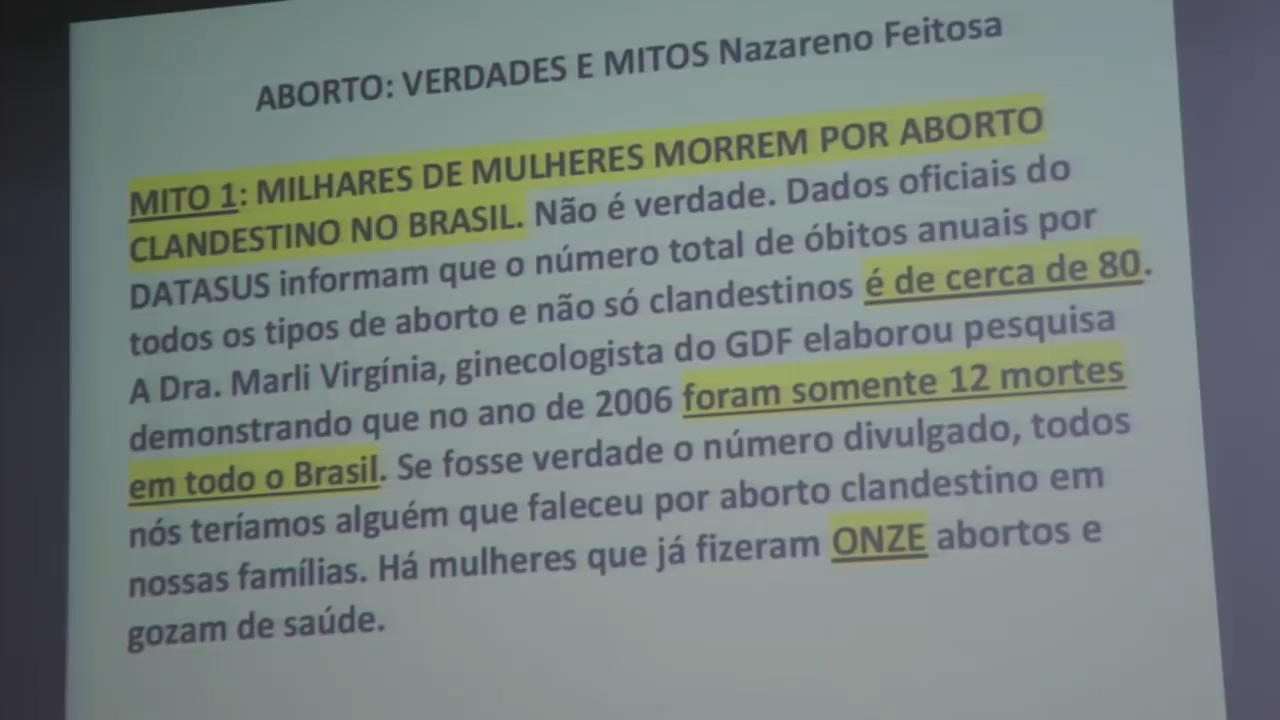 ABORTO: VERDADES E MITOS Nazareno Feitosa
MITO 1: MILHARES DE MULHERES MORREM POR ABORTO
CLANDESTINO NO BRASIL. Não é verdade. Dados oficiais do
DATASUS informam que o número total de óbitos anuais por
todos os tipos de aborto e não só clandestinos é de cerca de 80.
A Dra. Marli Virgínia, ginecologista do GDF elaborou pesquisa
demonstrando que no ano de 2006 foram somente 12 mortes
em todo o Brasil. Se fosse verdade o número divulgado, todos
nós teríamos alguém que faleceu por aborto clandestino em
nossas famílias. Há mulheres que já fizeram ONZE abortos e
gozam de saúde.